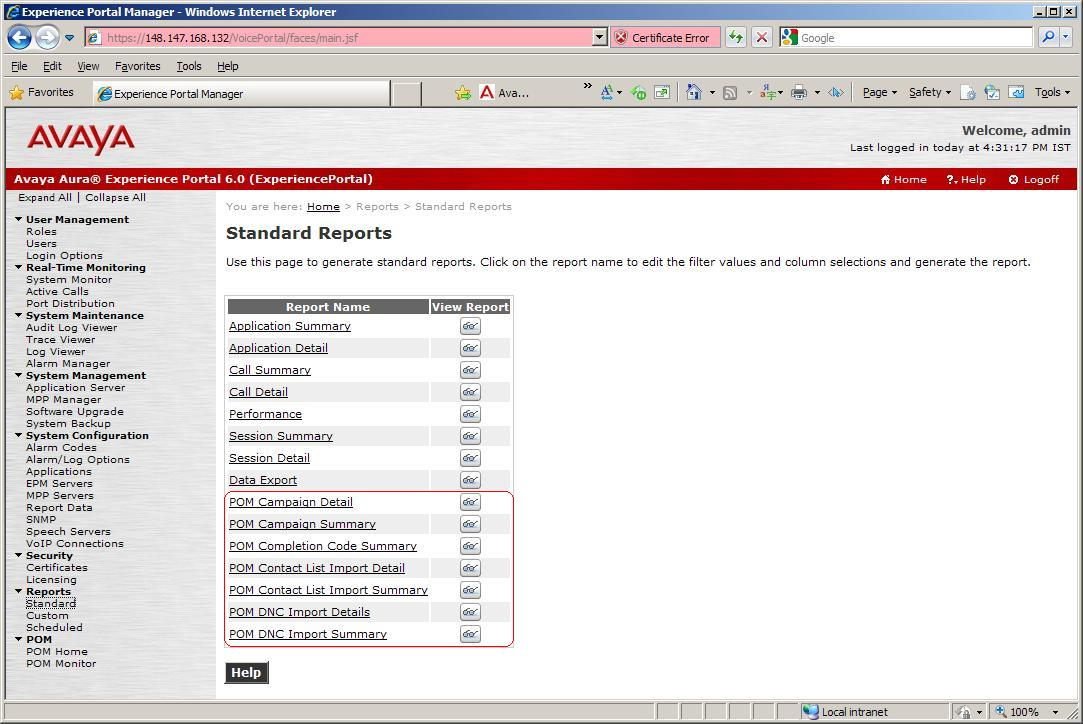 Experience Portal Manager - Windows Internet Explorer
https://148.147.168.132/VoicePortal/faces/main.jsf
Certificate Error
Google
File Edit View Favorites Tools Help
Favorites
Experience Portal Manager
Ava...
»
Page Safety Tools
AVAYA
Welcome, admin
Last logged in today at 4:31:17 PM IST
Avaya Aura® Experience Portal 6.0 (ExperiencePortal)
Home ? Help Logoff
Expand All | Collapse All
User Management
Roles
Users
Login Options
Real-Time Monitoring
System Monitor
Active Calls
Port Distribution
System Maintenance
Audit Log Viewer
Trace Viewer
Log Viewer
Alarm Manager
System Management
Application Server
MPP Manager
Software Upgrade
System Backup
System Configuration
Alarm Codes
Alarm/Log Options
Applications
EPM Servers
MPP Servers
Report Data
SNMP
Speech Servers
VoIP Connections
Security
Certificates
Licensing
Reports
Standard
Custom
Scheduled
POM
POM Home
POM Monitor
You are here: Home > Reports > Standard Reports
Standard Reports
Use this page to generate standard reports. Click on the report name to edit the filter values and column selections and generate the report.
Report Name View Report
Application Summary
Application Detail
Call Summary
Call Detail
Performance
Session Summary
Session Detail
Data Export
POM Campaign Detail
POM Campaign Summary
POM Completion Code Summary
POM Contact List Import Detail
POM Contact List Import Summary
POM DNC Import Details
POM DNC Import Summary
Help
Local intranet
100%